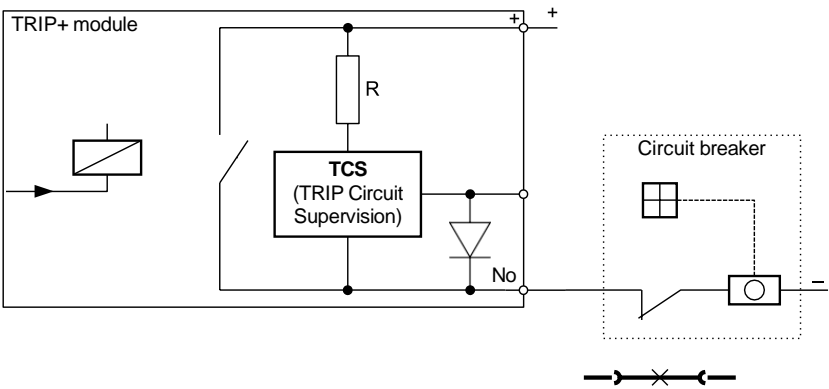 TRIP+ module
+
+
R
TCS
(TRIP Circuit
Supervision)
Circuit breaker
No
−